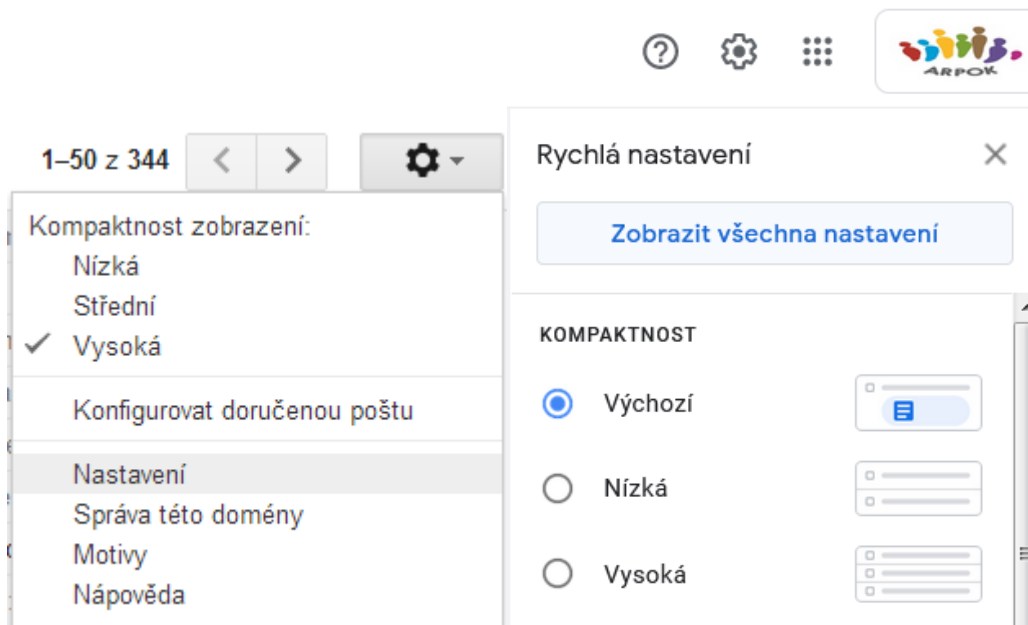 ARPOK
1–50 z 344
Kompaktnost zobrazení:
Nízká
Střední
Vysoká
Konfigurovat doručenou poštu
Nastavení
Správa této domény
Motivy
Nápověda
Rychlá nastavení
Zobrazit všechna nastavení
KOMPAKTNOST
Výchozí
Nízká
Vysoká